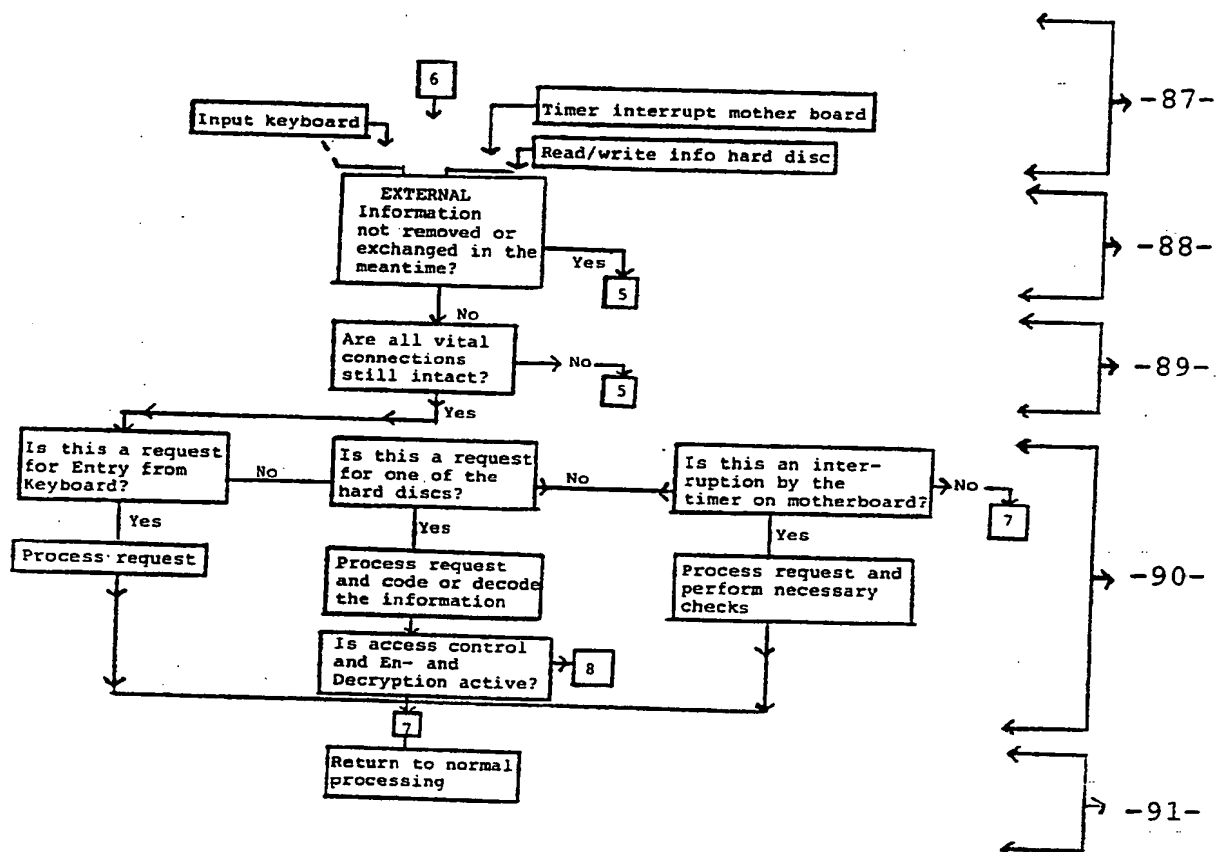 6
Input keyboard
Timer interrupt mother board
-87-
Read/write info hard disc
EXTERNAL
Information
not removed or
exchanged in the
meantime?
Yes
5
-88-
No
Are all vital
connections
still intact?
No
5
-89-
Yes
Is this a request
for Entry from
Keyboard?
No
Is this a request
for one of the
hard discs?
No
Is this an inter-
ruption by the
timer on motherboard?
No
7
Yes
Yes
Yes
Process request
Process request
and code or decode
the information
Process request and
perform necessary
checks
-90-
Is access control
and En- and
Decryption active?
8
7
Return to normal
processing
-91-